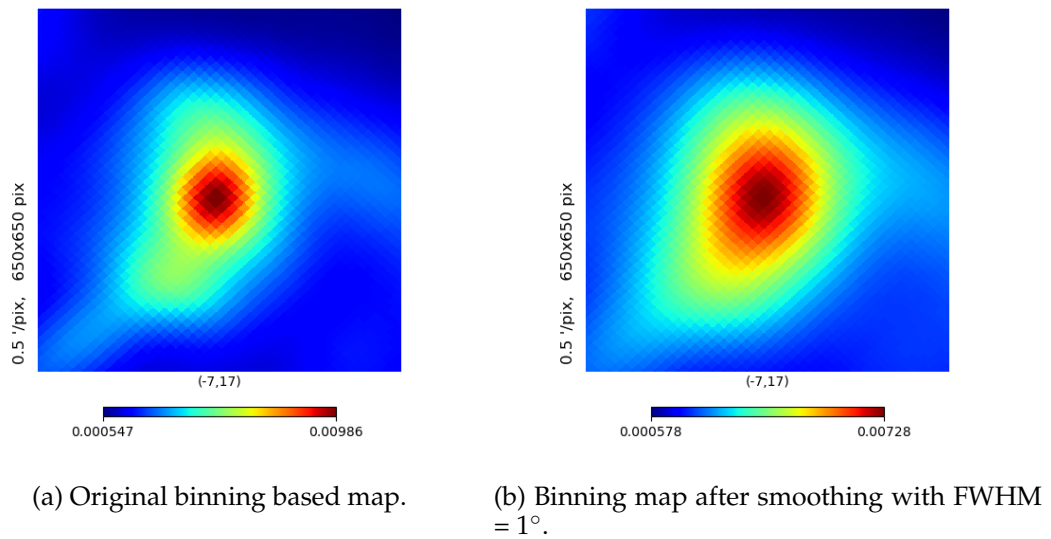 0.5 '/pix,   650x650 pix
(-7,17)
0.000547
0.00986
(a) Original binning based map.
0.5 '/pix,   650x650 pix
(-7,17)
0.000578
0.00728
(b) Binning map after smoothing with FWHM
= 1°.